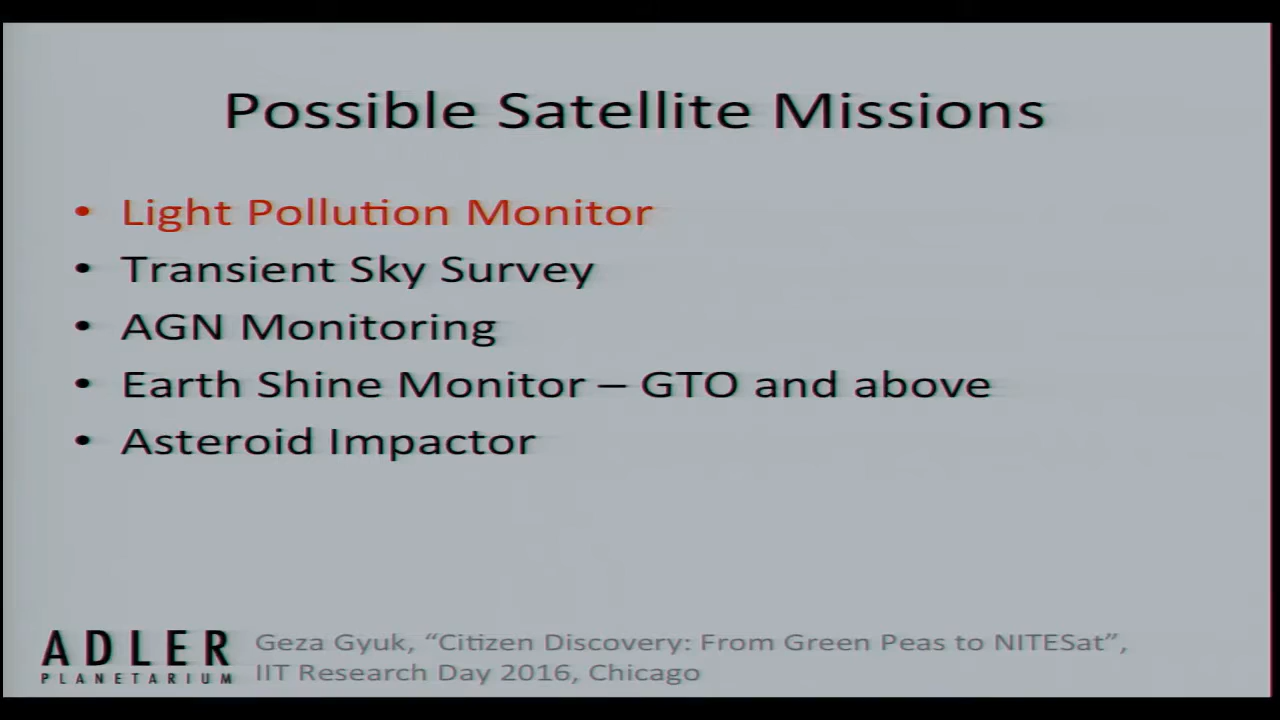 Possible Satellite Missions
• Light Pollution Monitor
• Transient Sky Survey
• AGN Monitoring
• Earth Shine Monitor – GTO and above
• Asteroid Impactor
ADLER
PLANETARIUM
Geza Gyuk, “Citizen Discovery: From Green Peas to NITESat”,
IIT Research Day 2016, Chicago